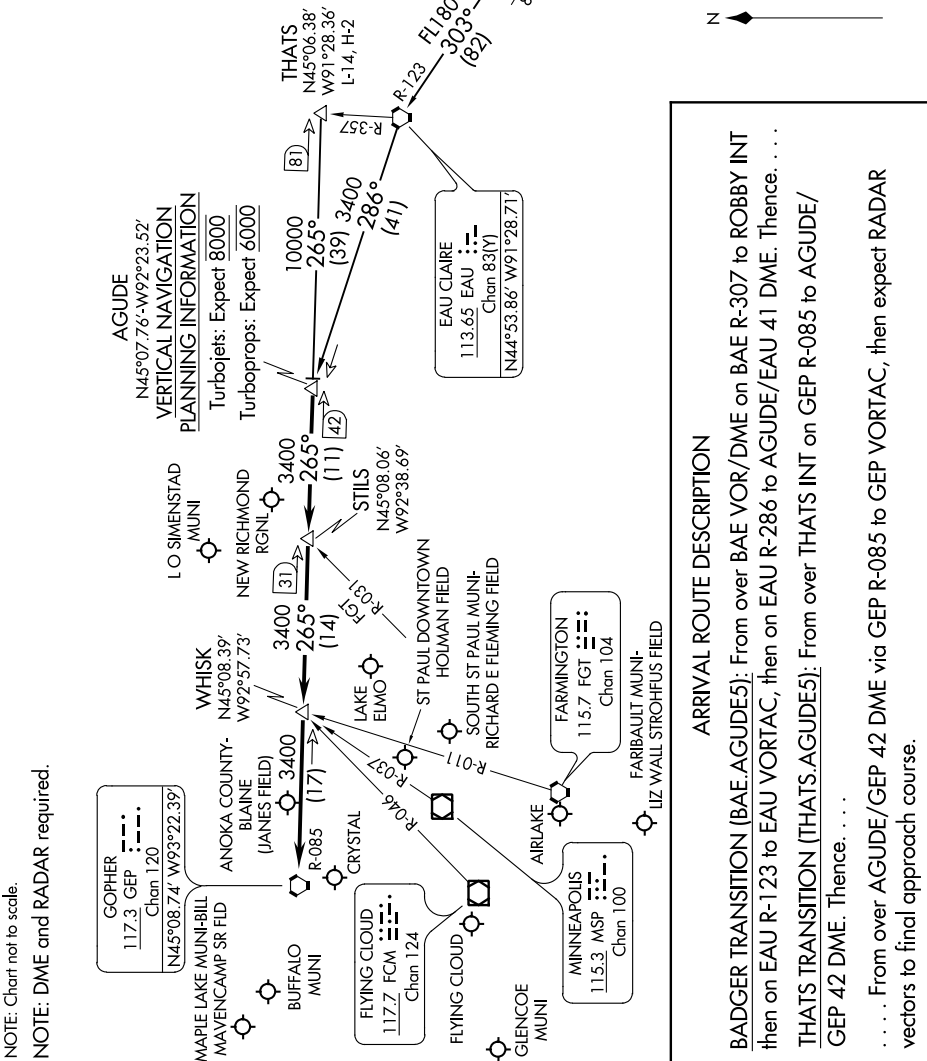 NOTE: Chart not to scale.
NOTE: DME and RADAR required.
AGUDE
N45°07.76'-W92°23.52'
VERTICAL NAVIGATION
PLANNING INFORMATION
Turbojets: Expect 8000
Turboprops: Expect 6000
THATS
N45°06.38'
W91°28.36'
L-14, H-2
FL180
303°
(82)
R-123
R-357
81
10000
265°
(39)
3400
286°
(41)
EAU CLAIRE
113.65 EAU
Chan 83(Y)
N44°53.86' W91°28.71'
L O SIMENSTAD
MUNI
NEW RICHMOND
RGNL
3400
265°
(11)
42
STILS
N45°08.06'
W92°38.69'
31
FGT
R-031
3400
265°
(14)
WHISK
N45°08.39'
W92°57.73'
LAKE
ELMO
ST PAUL DOWNTOWN
HOLMAN FIELD
SOUTH ST PAUL MUNI-
RICHARD E FLEMING FIELD
GOPHER
117.3 GEP
Chan 120
N45°08.74' W93°22.39'
ANOKA COUNTY-
BLAINE
(JANES FIELD)
3400
(17)
R-085
CRYSTAL
R-046
R-037
R-011
MAPLE LAKE MUNI-BILL
MAVENCAMP SR FLD
BUFFALO
MUNI
FLYING CLOUD
117.7 FCM
Chan 124
FLYING CLOUD
GLENCOE
MUNI
MINNEAPOLIS
115.3 MSP
Chan 100
AIRLAKE
FARMINGTON
115.7 FGT
Chan 104
FARIBAULT MUNI-
LIZ WALL STROHFUS FIELD
N
ARRIVAL ROUTE DESCRIPTION
BADGER TRANSITION (BAE.AGUDE5): From over BAE VOR/DME on BAE R-307 to ROBBY INT
then on EAU R-123 to EAU VORTAC, then on EAU R-286 to AGUDE/EAU 41 DME. Thence. . . .
THATS TRANSITION (THATS.AGUDE5): From over THATS INT on GEP R-085 to AGUDE/
GEP 42 DME. Thence. . . .
. . . . From over AGUDE/GEP 42 DME via GEP R-085 to GEP VORTAC, then expect RADAR
vectors to final approach course.